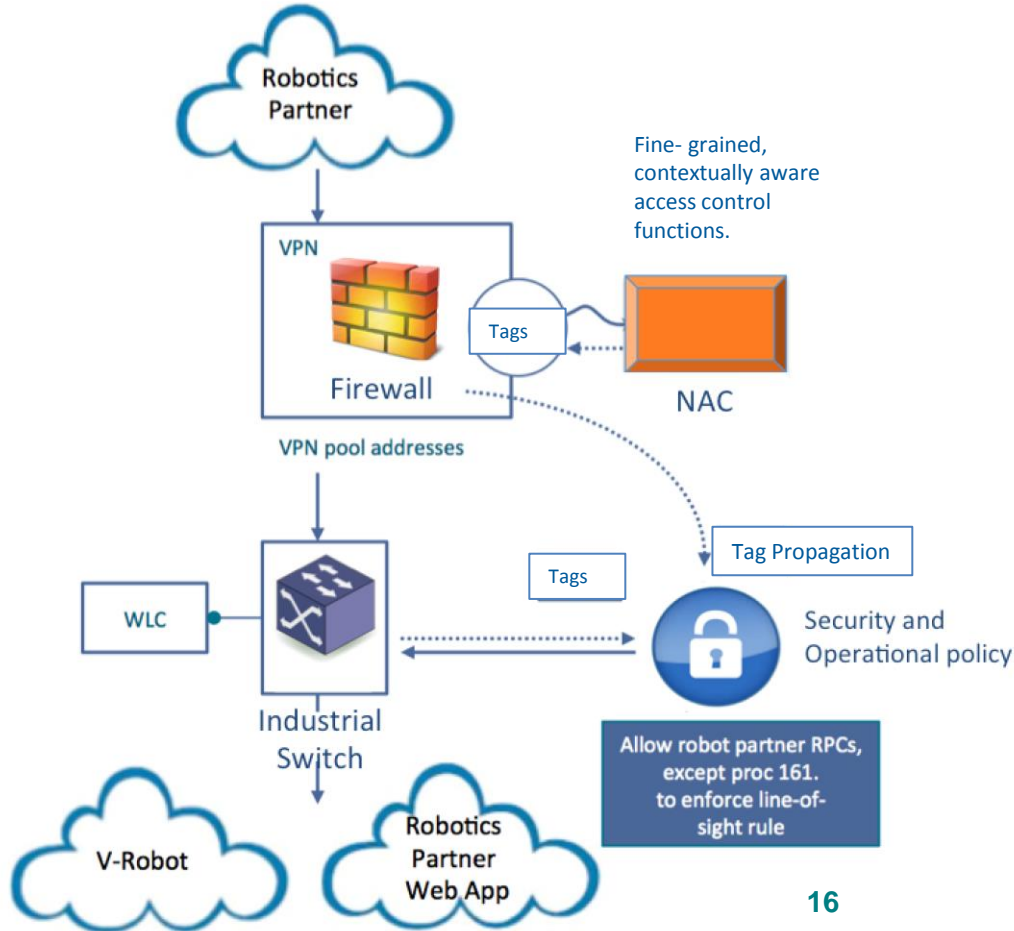 Robotics
Partner
Fine- grained,
contextually aware
access control
functions.
VPN
Tags
Firewall
NAC
VPN pool addresses
Tag Propagation
Tags
WLC
Security and
Operational policy
Industrial
Switch
Allow robot partner RPCs,
except proc 161.
to enforce line-of-
sight rule
V-Robot
Robotics
Partner
Web App
16